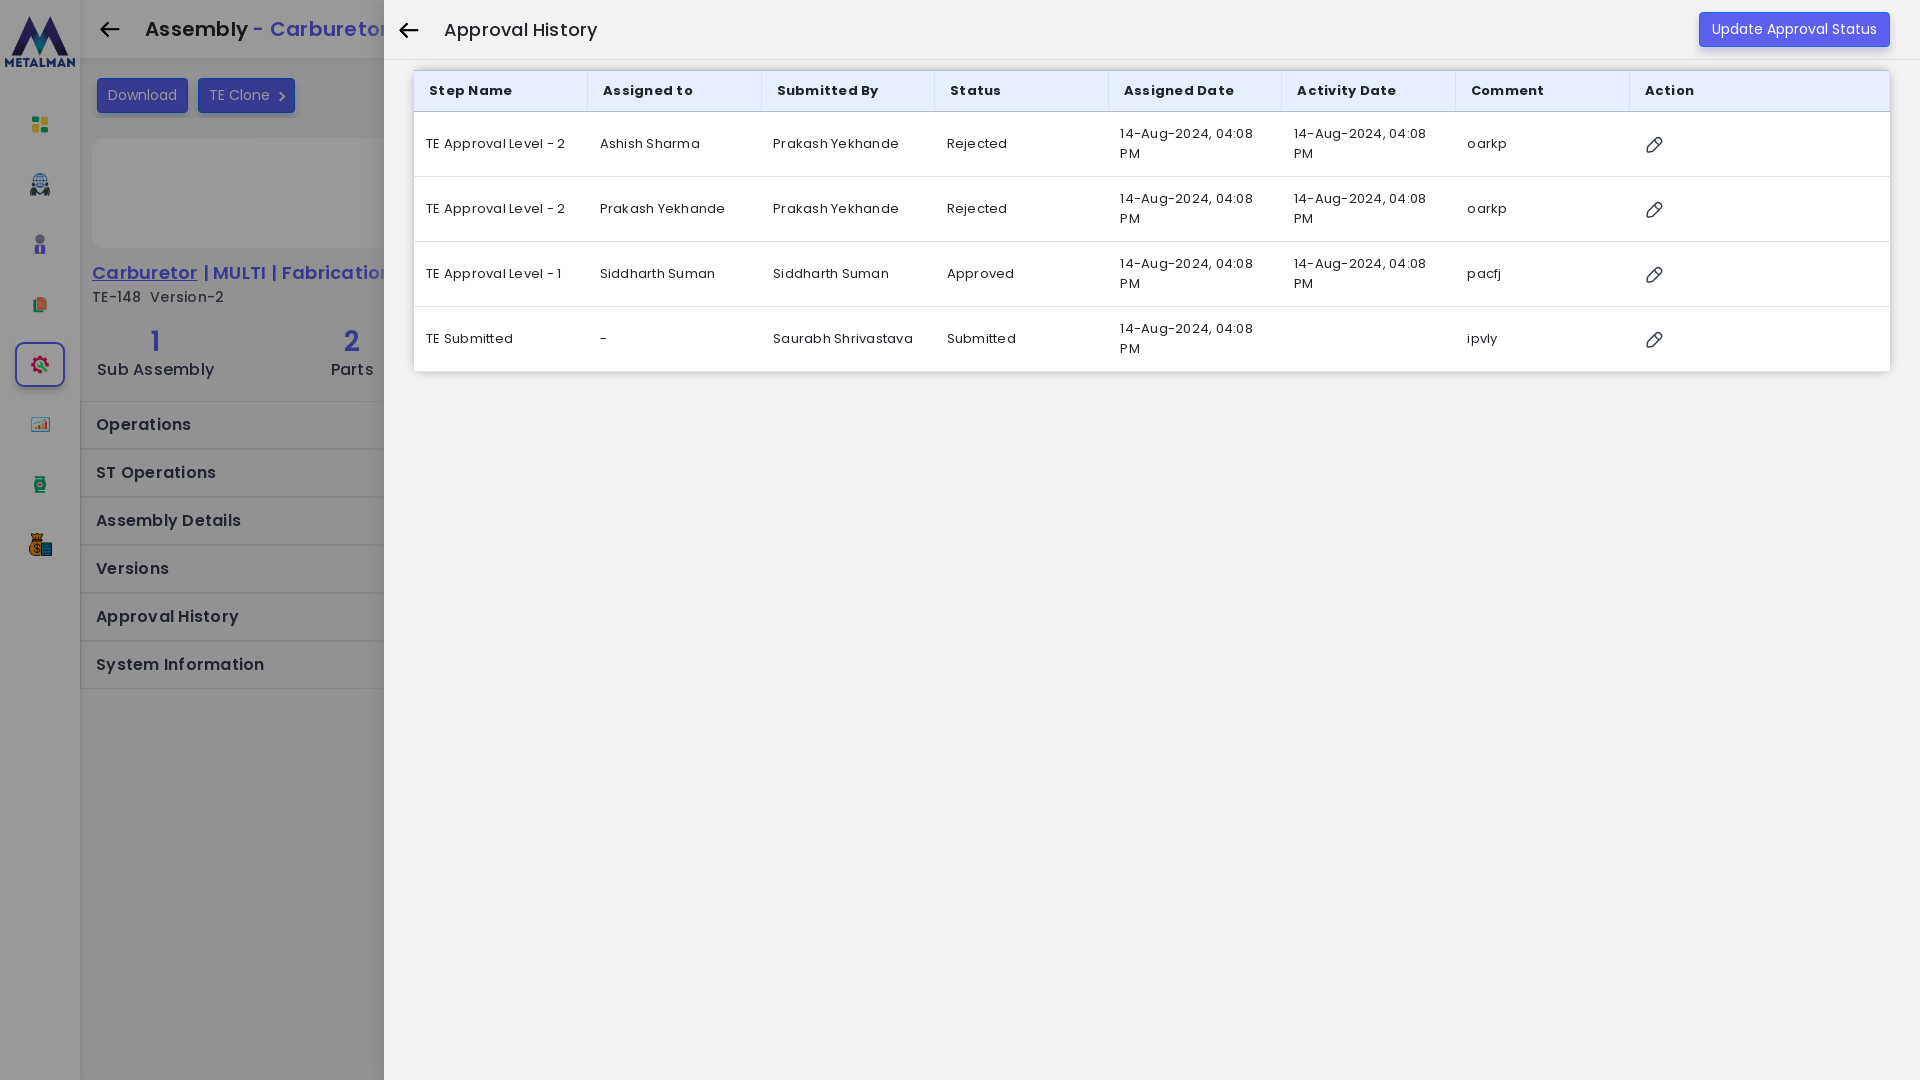 METALMAN
Assembly - Carburetor
Download
TE Clone
Carburetor | MULTI | Fabrication
TE-148 Version-2
1
2
Sub Assembly
Parts
Operations
ST Operations
Assembly Details
Versions
Approval History
System Information
Approval History
Update Approval Status
Step Name Assigned to Submitted By Status Assigned Date Activity Date Comment Action
TE Approval Level - 2 Ashish Sharma Prakash Yekhande Rejected 14-Aug-2024, 04:08 14-Aug-2024, 04:08 oarkp
PM PM
TE Approval Level - 2 Prakash Yekhande Prakash Yekhande Rejected 14-Aug-2024, 04:08 14-Aug-2024, 04:08 oarkp
PM PM
TE Approval Level - 1 Siddharth Suman Siddharth Suman Approved 14-Aug-2024, 04:08 14-Aug-2024, 04:08 pacfj
PM PM
TE Submitted - Saurabh Shrivastava Submitted 14-Aug-2024, 04:08 ipvly
PM